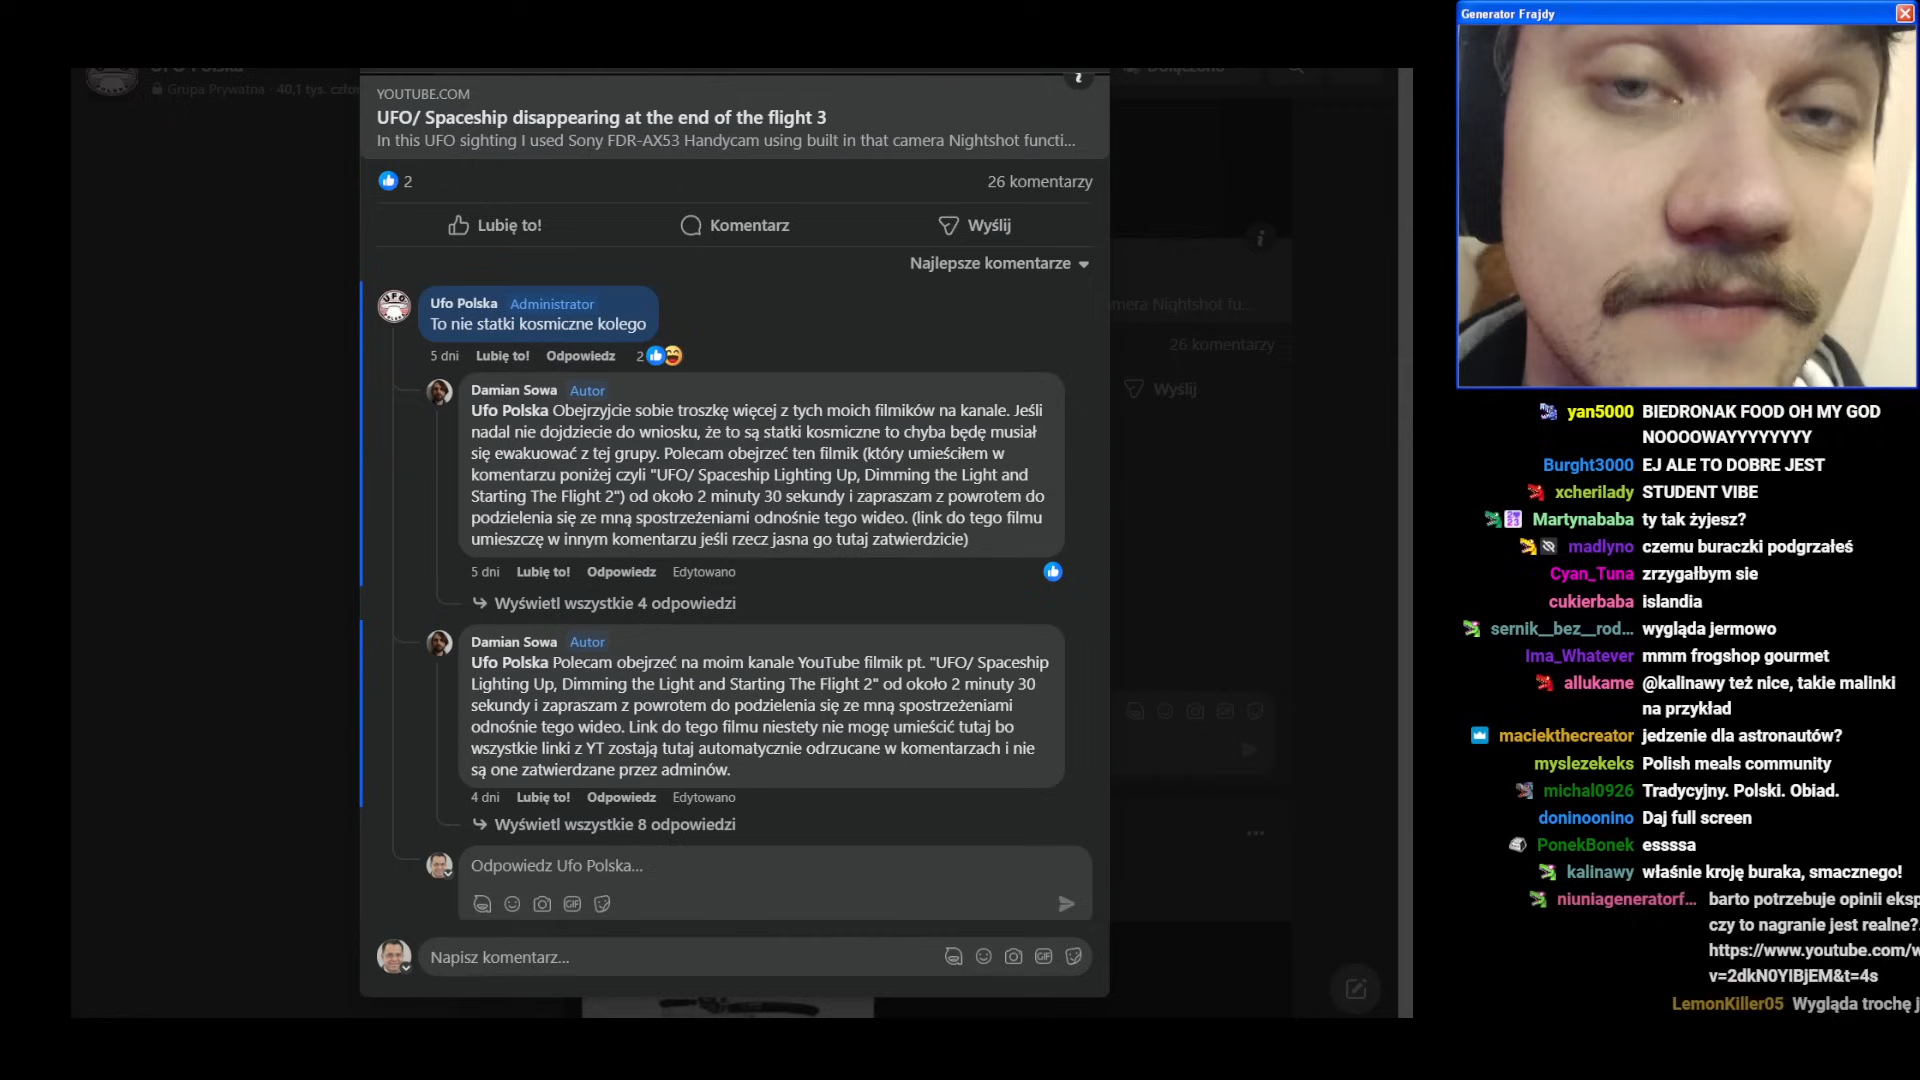 Grupa Prywatna · 40,1 tys.
YOUTUBE.COM
UFO/ Spaceship disappearing at the end of the flight 3
In this UFO sighting I used Sony FDR-AX53 Handycam using built in that camera Nightshot functi...
2
26 komentarzy
Lubię to!
Komentarz
Wyślij
Najlepsze komentarze
Ufo Polska Administrator
To nie statki kosmiczne kolego
5 dni Lubię to! Odpowiedz 2
Damian Sowa Autor
Ufo Polska Obejrzyjcie sobie troszkę więcej z tych moich filmików na kanale. Jeśli
nadal nie dojdziecie do wniosku, że to są statki kosmiczne to chyba będę musiał
się ewakuować z tej grupy. Polecam obejrzeć ten filmik (który umieściłem w
komentarzu poniżej czyli "UFO/ Spaceship Lighting Up, Dimming the Light and
Starting The Flight 2") od około 2 minuty 30 sekundy i zapraszam z powrotem do
podzielenia się ze mną spostrzeżeniami odnośnie tego wideo. (link do tego filmu
umieszczę w innym komentarzu jeśli rzecz jasna go tutaj zatwierdzicie)
5 dni Lubię to! Odpowiedz Edytowano
Wyświetl wszystkie 4 odpowiedzi
Damian Sowa Autor
Ufo Polska Polecam obejrzeć na moim kanale YouTube filmik pt. "UFO/ Spaceship
Lighting Up, Dimming the Light and Starting The Flight 2" od około 2 minuty 30
sekundy i zapraszam z powrotem do podzielenia się ze mną spostrzeżeniami
odnośnie tego wideo. Link do tego filmu niestety nie mogę umieścić tutaj bo
wszystkie linki z YT zostają tutaj automatycznie odrzucane w komentarzach i nie
są one zatwierdzane przez adminów.
4 dni Lubię to! Odpowiedz Edytowano
Wyświetl wszystkie 8 odpowiedzi
Odpowiedz Ufo Polska...
GIF
Napisz komentarz...
GIF
mera Nightshot fu...
26 komentarzy
Wyślij
Generator Frajdy
yan5000 BIEDRONAK FOOD OH MY GOD
NOOOOWAYYYYYYYY
Burght3000 EJ ALE TO DOBRE JEST
xcherilady STUDENT VIBE
Martynababa ty tak żyjesz?
madlyno czemu buraczki podgrzałeś
Cyan_Tuna zrzygałbym sie
cukierbaba islandia
sernik__bez__rod... wygląda jermowo
Ima_Whatever mmm frogshop gourmet
allukame @kalinawy też nice, takie malinki
na przykład
maciekthecreator jedzenie dla astronautów?
myslezekeks Polish meals community
michal0926 Tradycyjny. Polski. Obiad.
doninoonino Daj full screen
PonekBonek essssa
kalinawy właśnie kroję buraka, smacznego!
niuniageneratorf... barto potrzebuje opinii eksp
czy to nagranie jest realne?
https://www.youtube.com/w
v=2dkN0YIBjEM&t=4s
LemonKiller05 Wygląda trochę j